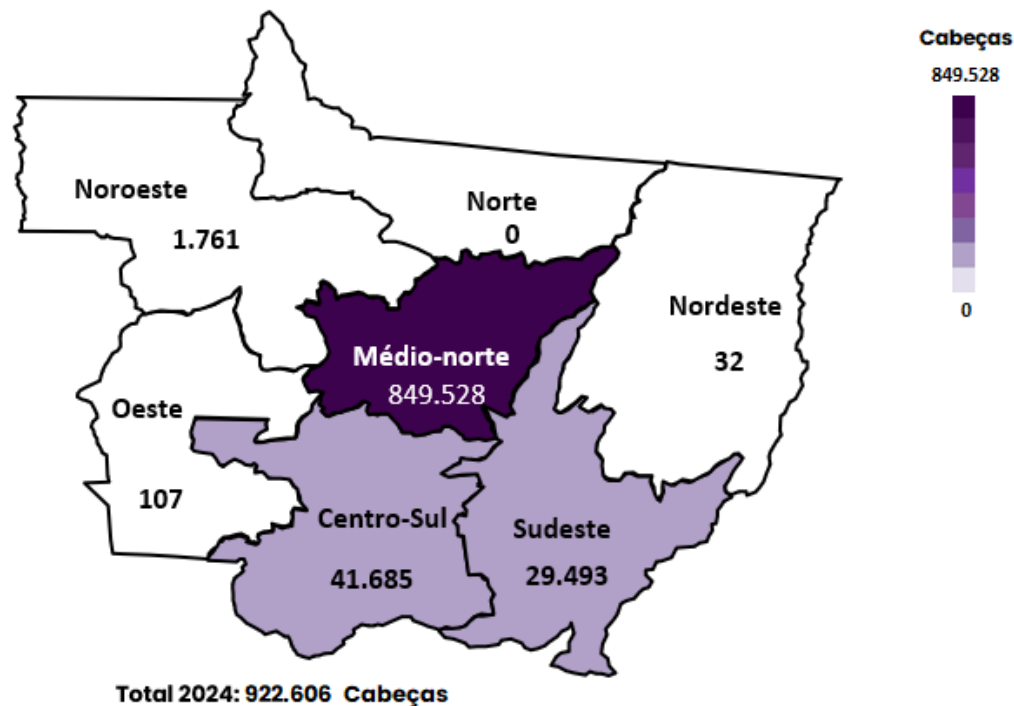 Cabeças
849.528
0
Noroeste
1.761
Norte
0
Nordeste
32
Médio-norte
849.528
Oeste
107
Centro-Sul
41.685
Sudeste
29.493
Total 2024: 922.606 Cabeças